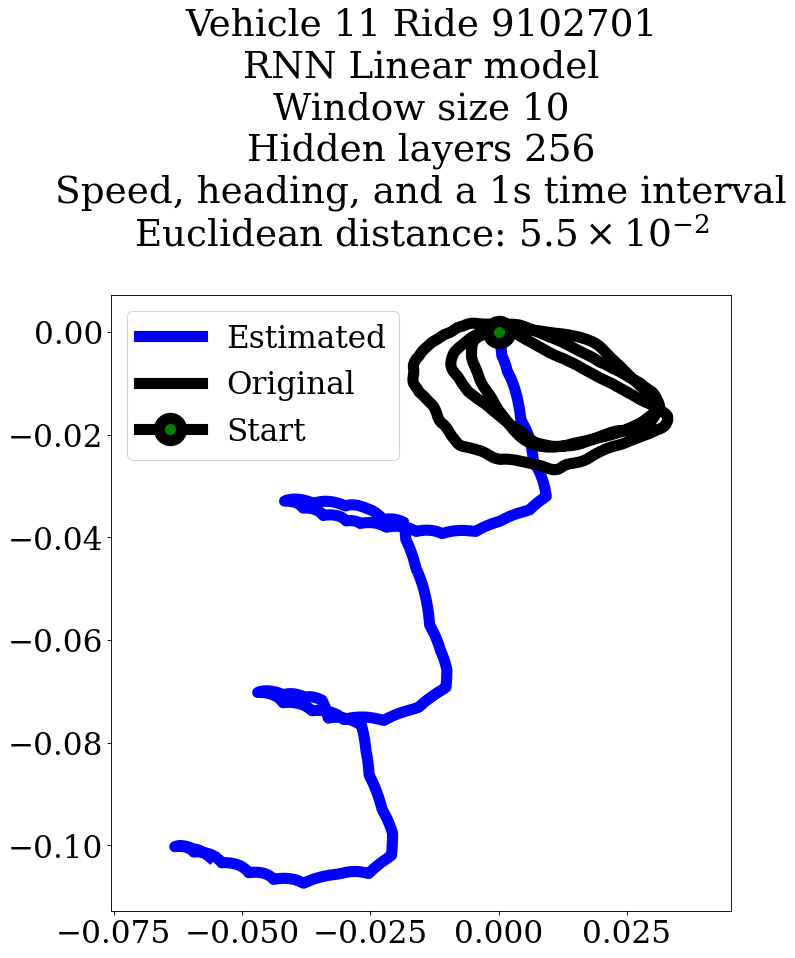 Vehicle 11 Ride 9102701
RNN Linear model
Window size 10
Hidden layers 256
Speed, heading, and a 1s time interval
Euclidean distance: 5.5 × 10⁻²
Estimated
Original
Start
0.00
−0.02
−0.04
−0.06
−0.08
−0.10
−0.075 −0.050 −0.025 0.000 0.025